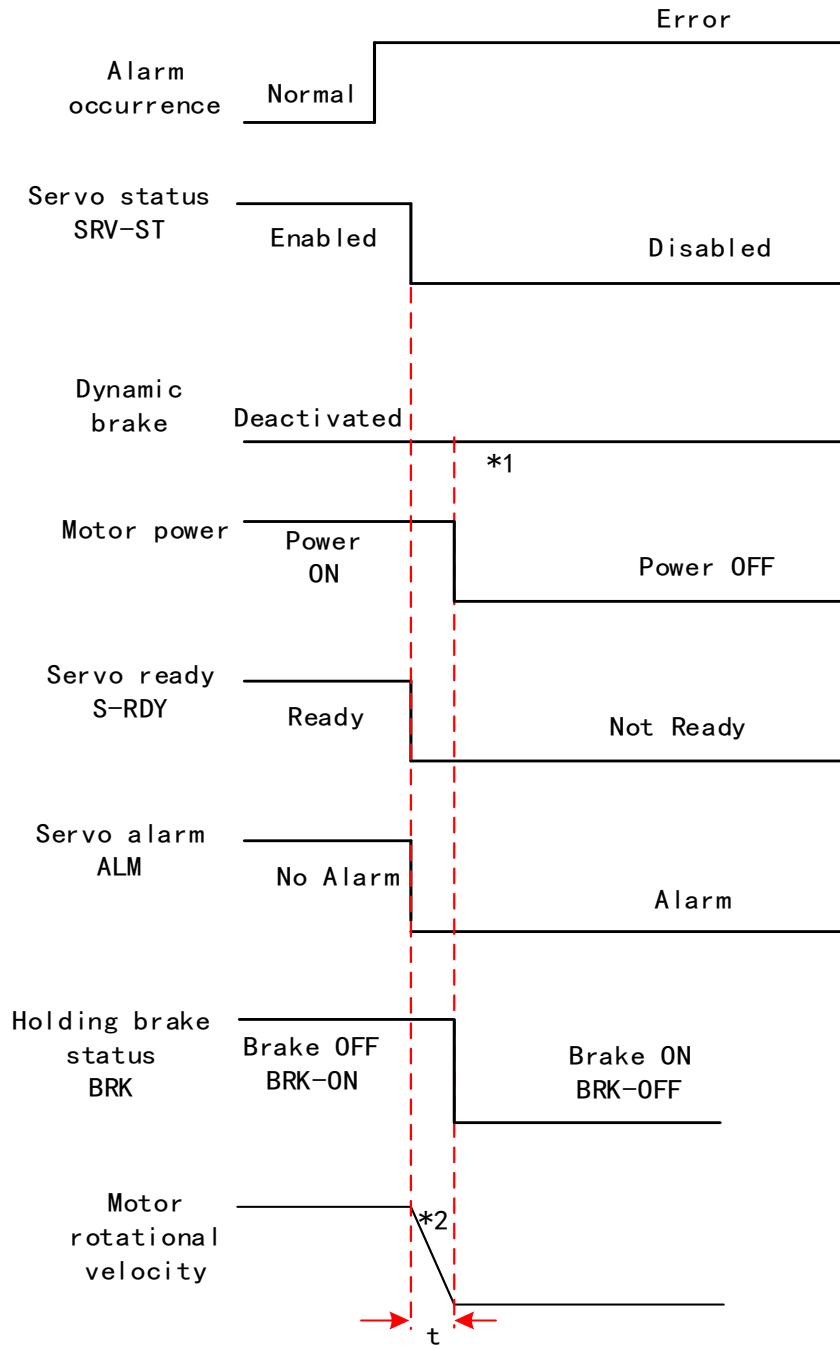 Error
Alarm
occurrence
Normal
Servo status
SRV-ST
Enabled
Disabled
Dynamic
brake
Deactivated
*1
Motor power
Power
ON
Power OFF
Servo ready
S-RDY
Ready
Not Ready
Servo alarm
ALM
No Alarm
Alarm
Holding brake
status
BRK
Brake OFF
BRK-ON
Brake ON
BRK-OFF
Motor
rotational
velocity
*2
t